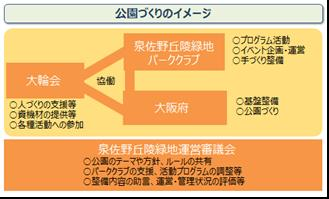 公園づくりのイメージ
泉佐野丘陵緑地
パーククラブ
○プログラム活動
○イベント企画・運営
○手づくり整備
大輪会
協働
大阪府
○人づくりの支援等
○資機材の提供等
○各種活動への参加
○基盤整備
○公園づくり
泉佐野丘陵緑地運営審議会
○公園のテーマや方針、ルールの共有
○パーククラブの支援、活動プログラムの調整等
○整備内容の助言、運営・管理状況の評価等